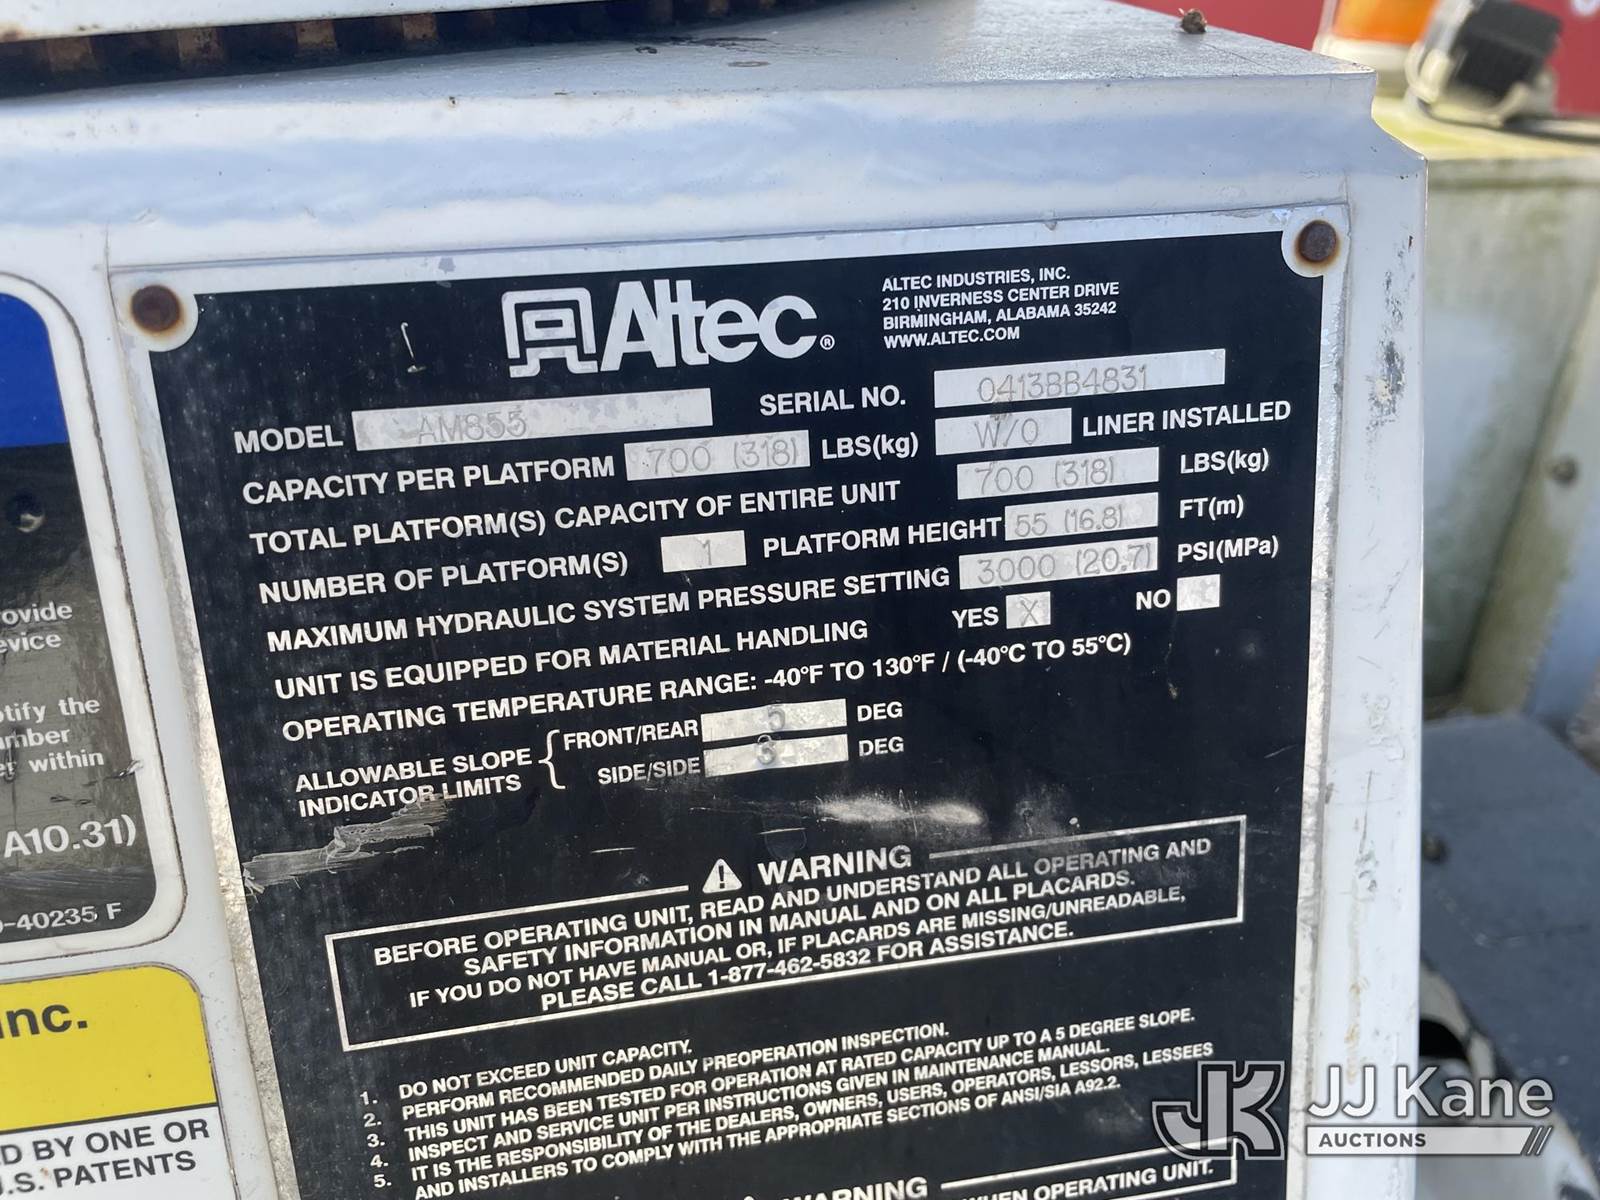 Altec®
ALTEC INDUSTRIES, INC.
210 INVERNESS CENTER DRIVE
BIRMINGHAM, ALABAMA 35242
WWW.ALTEC.COM
MODEL AM855 SERIAL NO. 0413BB4831
CAPACITY PER PLATFORM 700 (318) LBS(kg) W/O LINER INSTALLED
TOTAL PLATFORM(S) CAPACITY OF ENTIRE UNIT 700 (318) LBS(kg)
NUMBER OF PLATFORM(S) 1 PLATFORM HEIGHT 55 (16.8) FT(m)
MAXIMUM HYDRAULIC SYSTEM PRESSURE SETTING 3000 (20.7) PSI(MPa)
UNIT IS EQUIPPED FOR MATERIAL HANDLING YES X NO
OPERATING TEMPERATURE RANGE: -40°F TO 130°F / (-40°C TO 55°C)
ALLOWABLE SLOPE { FRONT/REAR 5 DEG
INDICATOR LIMITS SIDE/SIDE DEG
WARNING
BEFORE OPERATING UNIT, READ AND UNDERSTAND ALL OPERATING AND
SAFETY INFORMATION IN MANUAL AND ON ALL PLACARDS.
IF YOU DO NOT HAVE MANUAL OR, IF PLACARDS ARE MISSING/UNREADABLE,
PLEASE CALL 1-877-462-5832 FOR ASSISTANCE.
1. DO NOT EXCEED UNIT CAPACITY.
2. PERFORM RECOMMENDED DAILY PREOPERATION INSPECTION.
3. THIS UNIT HAS BEEN TESTED FOR OPERATION AT RATED CAPACITY UP TO A 5 DEGREE SLOPE.
4. INSPECT AND SERVICE UNIT PER INSTRUCTIONS GIVEN IN MAINTENANCE MANUAL.
5. IT IS THE RESPONSIBILITY OF THE DEALERS, OWNERS, USERS, OPERATORS, LESSORS, LESSEES
AND INSTALLERS TO COMPLY WITH THE APPROPRIATE SECTIONS OF ANSI/SIA A92.2.
WARNING
WHEN OPERATING UNIT.
ovide
evice
otify the
umber
er within
A10.31)
-40235 F
Inc.
D BY ONE OR
U.S. PATENTS
JK JJ Kane
AUCTIONS